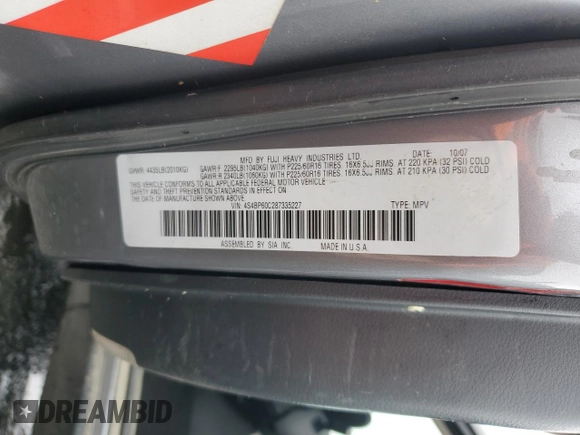 MFD BY FUJI HEAVY INDUSTRIES LTD. DATE: 10/07
GVWR: 4435LB(2010KG) GAWR:F 2295LB(1040KG) WITH P225/60R16 TIRES 16X6.5JJ RIMS, AT 220 KPA (32 PSI) COLD
GAWR:R 2340LB(1060KG) WITH P225/60R16 TIRES 16X6.5JJ RIMS, AT 210 KPA (30 PSI) COLD
THIS VEHICLE CONFORMS TO ALL APPLICABLE FEDERAL MOTOR VEHICLE
SAFETY AND THEFT PREVENTION STANDARDS IN EFFECT ON
THE DATE OF MANUFACTURE SHOWN ABOVE.
VIN: 4S4BP60C287335227 TYPE: MPV
ASSEMBLED BY SIA INC. MADE IN U.S.A
DREAMBID